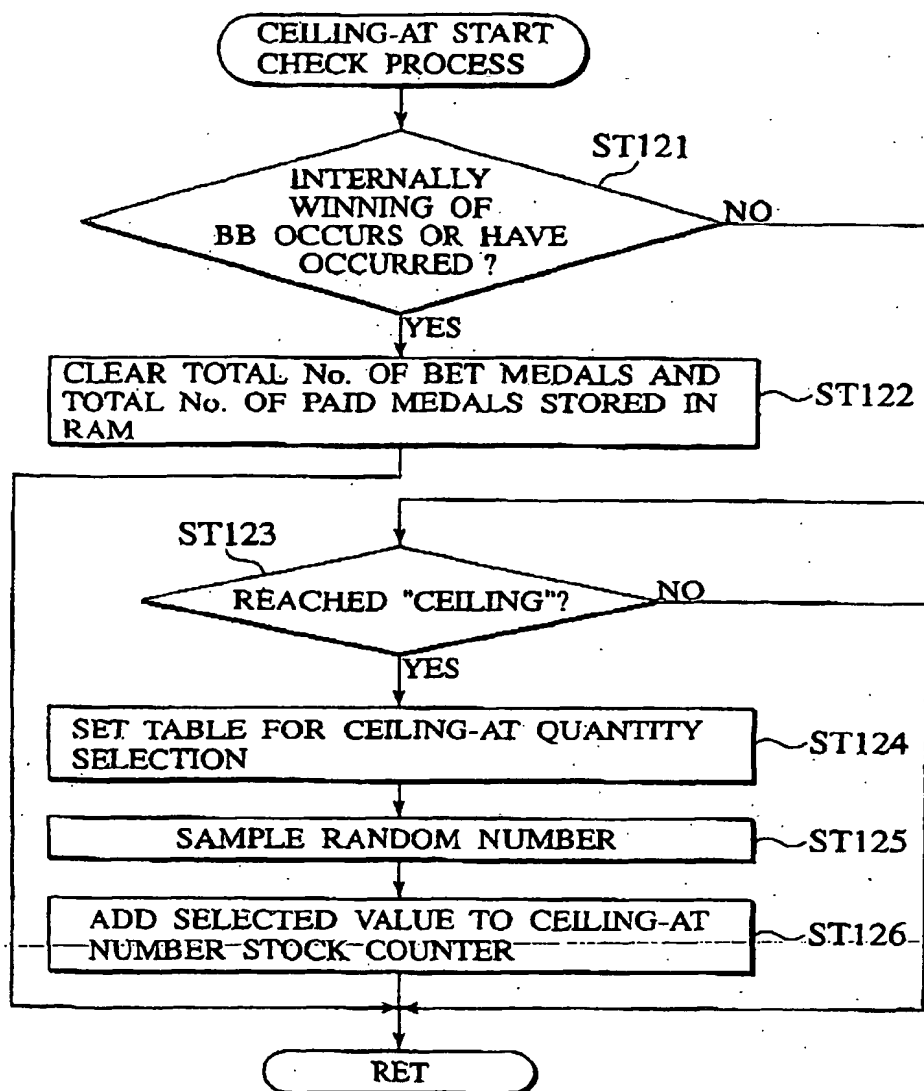 CEILING-AT START
CHECK PROCESS
ST121
INTERNALLY
WINNING OF
BB OCCURS OR HAVE
OCCURRED ?
NO
YES
CLEAR TOTAL No. OF BET MEDALS AND
TOTAL No. OF PAID MEDALS STORED IN
RAM
ST122
ST123
REACHED "CEILING"?
NO
YES
SET TABLE FOR CEILING-AT QUANTITY
SELECTION
ST124
SAMPLE RANDOM NUMBER
ST125
ADD SELECTED VALUE TO CEILING-AT
NUMBER STOCK COUNTER
ST126
RET